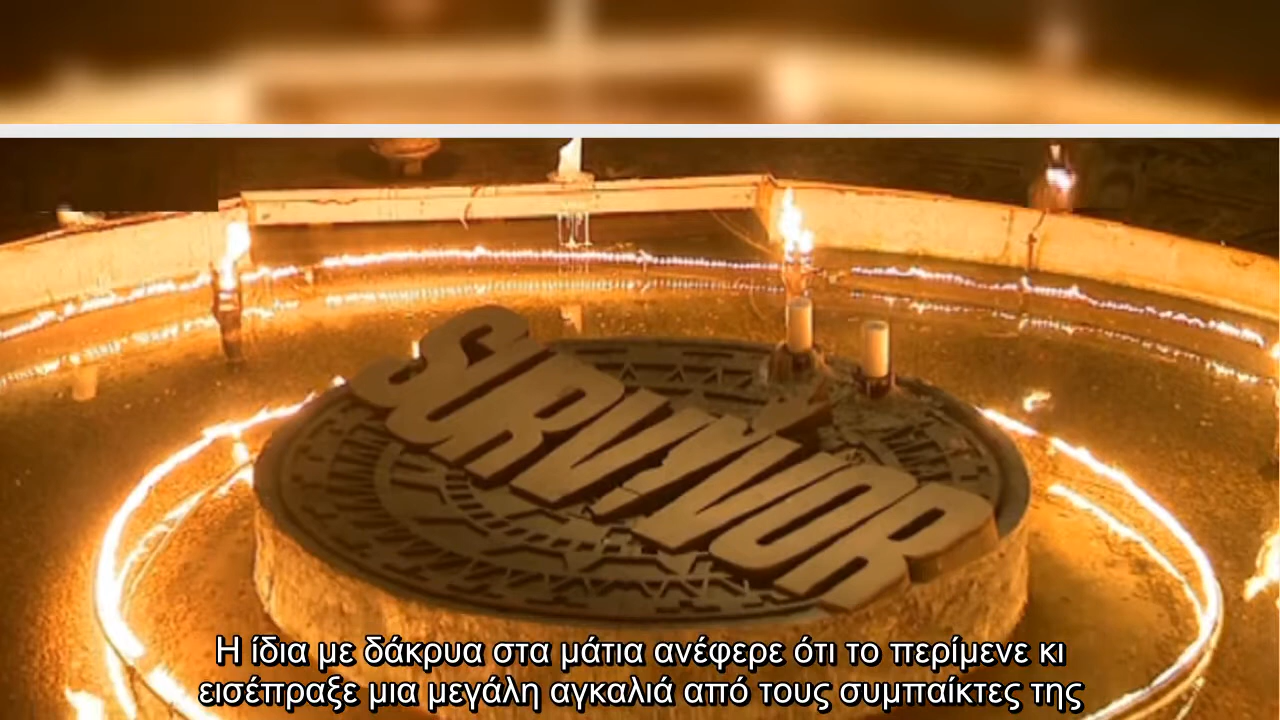 SURVIVOR
Η ίδια με δάκρυα στα μάτια ανέφερε ότι το περίμενε κι
εισέπραξε μια μεγάλη αγκαλιά από τους συμπαίκτες της